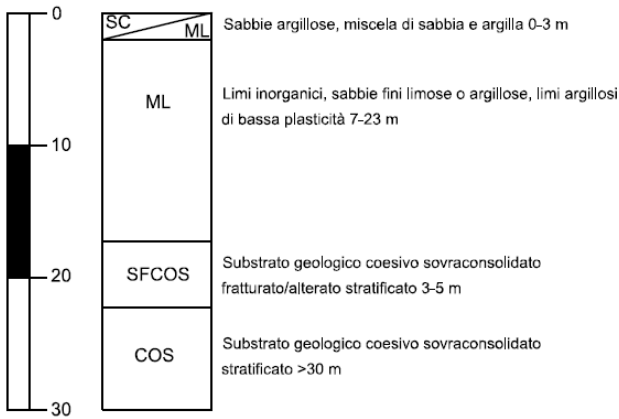 0
SC
ML
Sabbie argillose, miscela di sabbia e argilla 0-3 m
ML
Limi inorganici, sabbie fini limose o argillose, limi argillosi
di bassa plasticità 7-23 m
10
SFCOS
Substrato geologico coesivo sovraconsolidato
fratturato/alterato stratificato 3-5 m
20
COS
Substrato geologico coesivo sovraconsolidato
stratificato >30 m
30